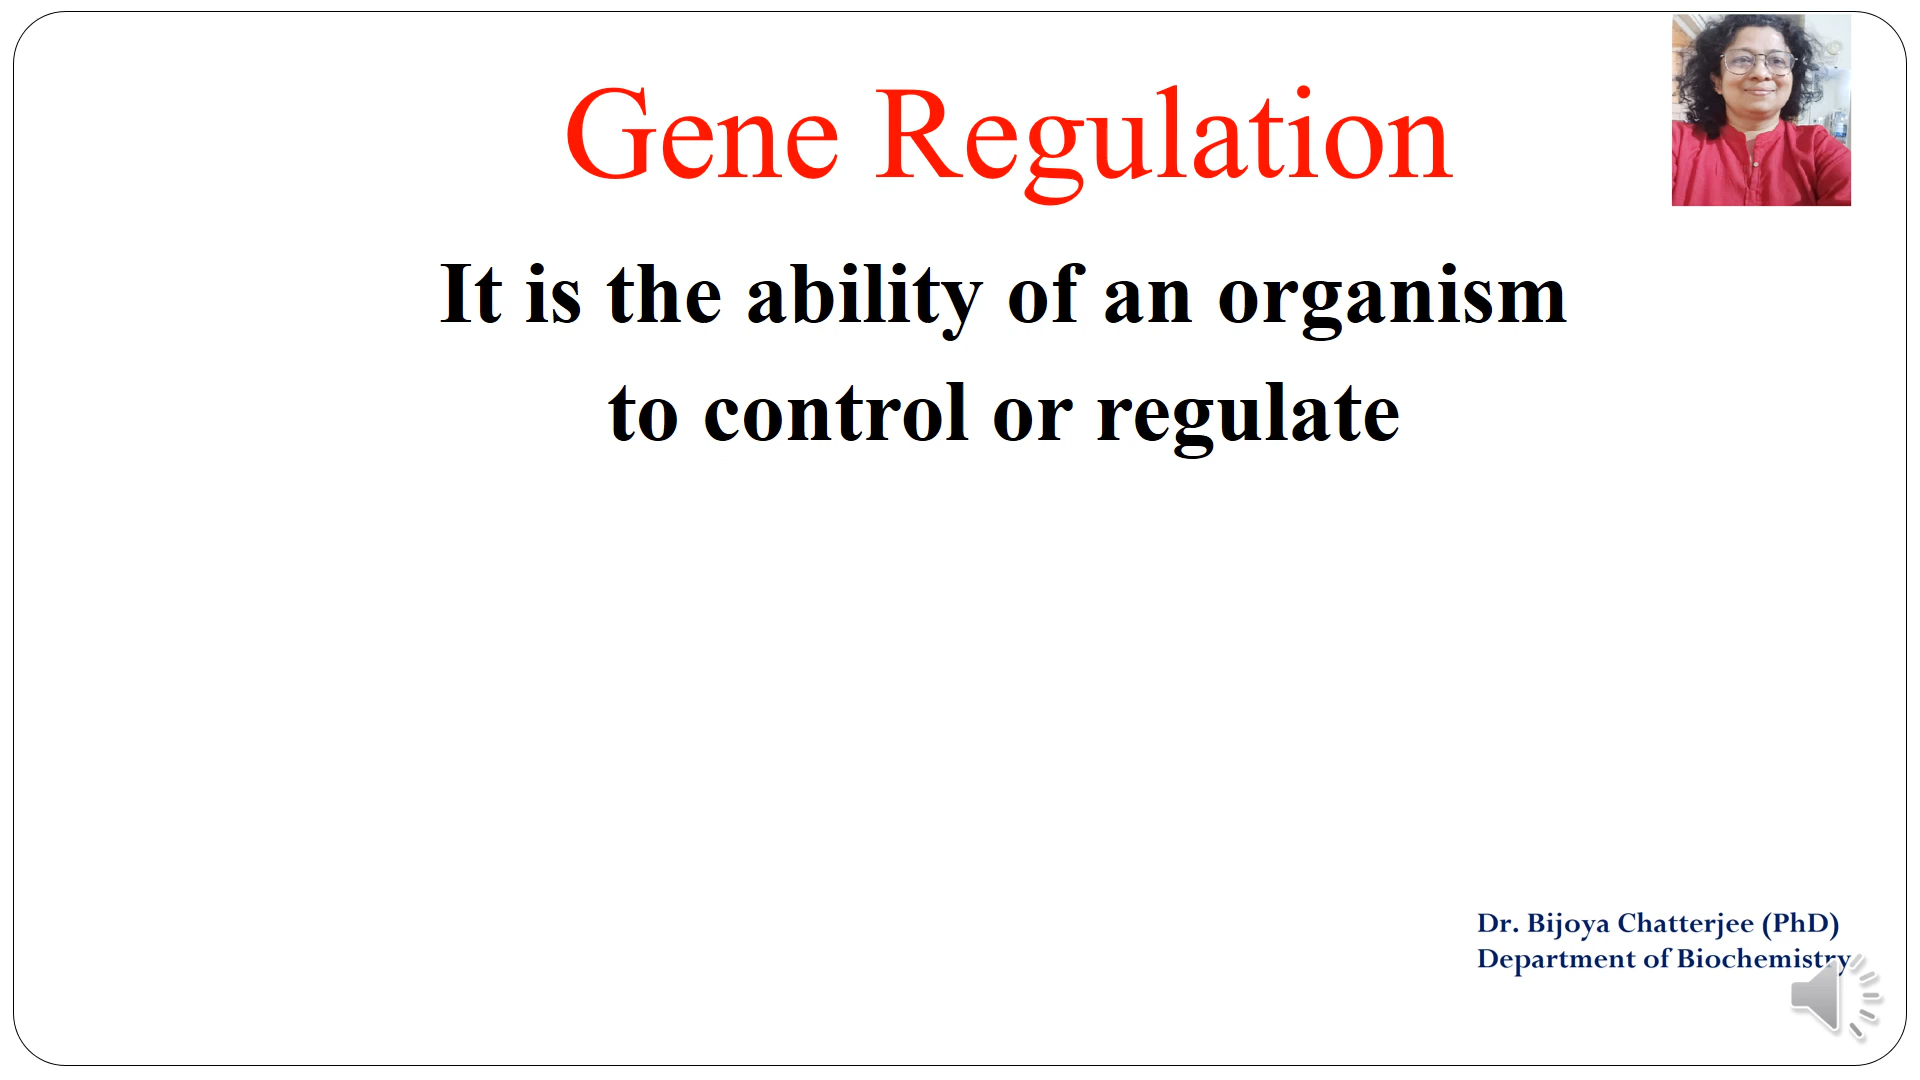 Gene Regulation
It is the ability of an organism
to control or regulate
Dr. Bijoya Chatterjee (PhD)
Department of Biochemistry